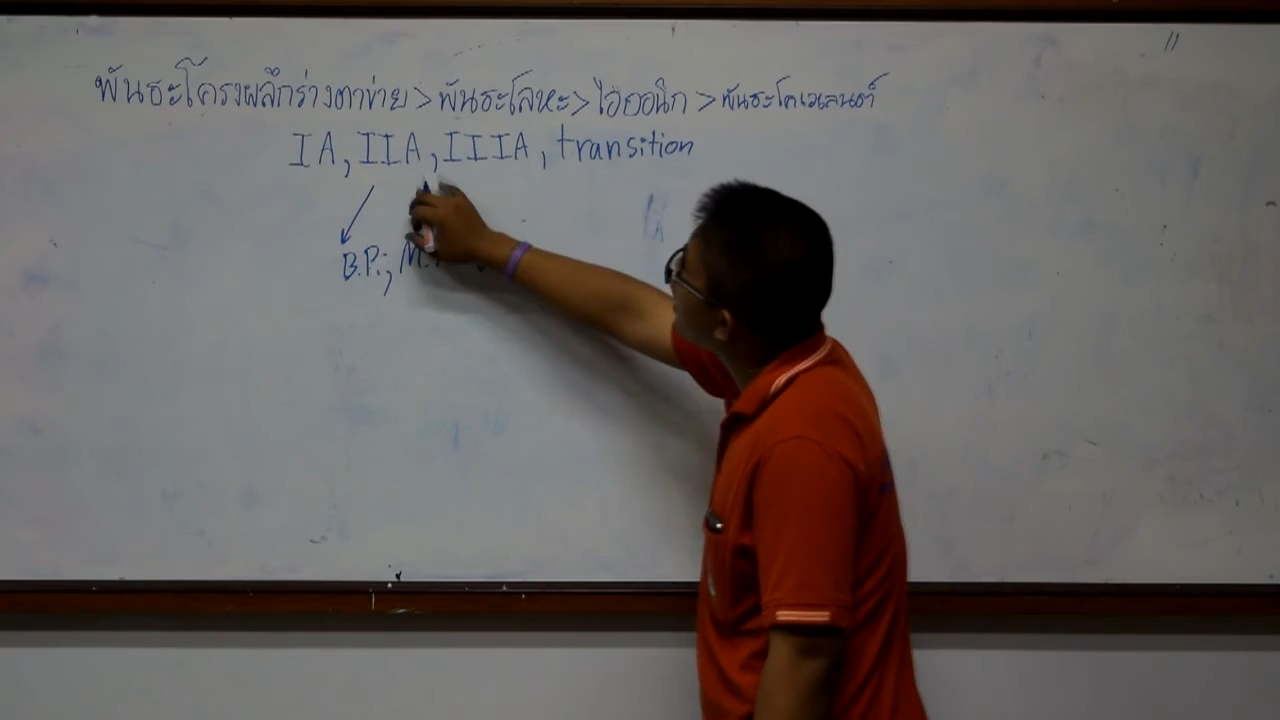 11
พันธะโครงผลึกร่างตาข่าย > พันธะโลหะ > ไอออนิก > พันธะโคเวเลนต์
IA, IIA, IIIA, transition
B.P.; M.